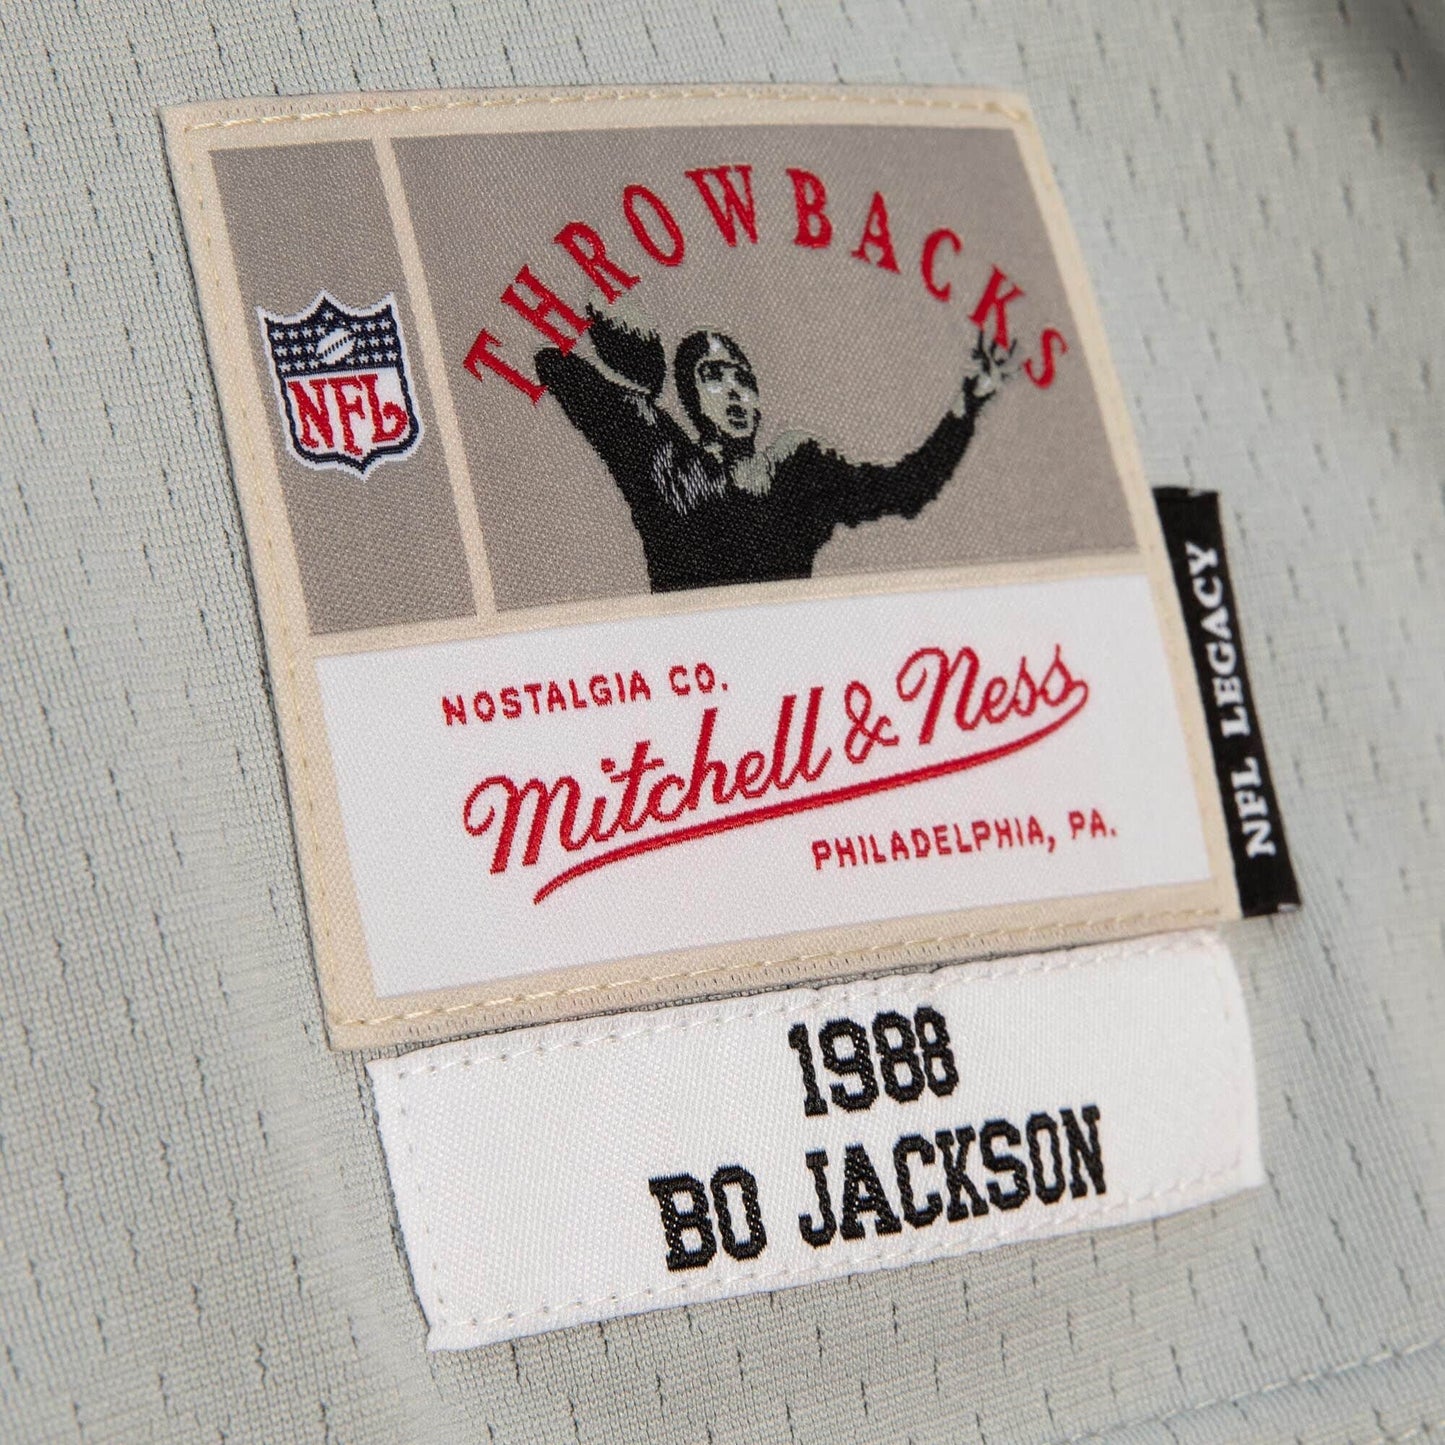 THROWBACKS
NFL
NOSTALGIA CO.
Mitchell & Ness
PHILADELPHIA, PA.
NFL LEGACY
1988
BO JACKSON